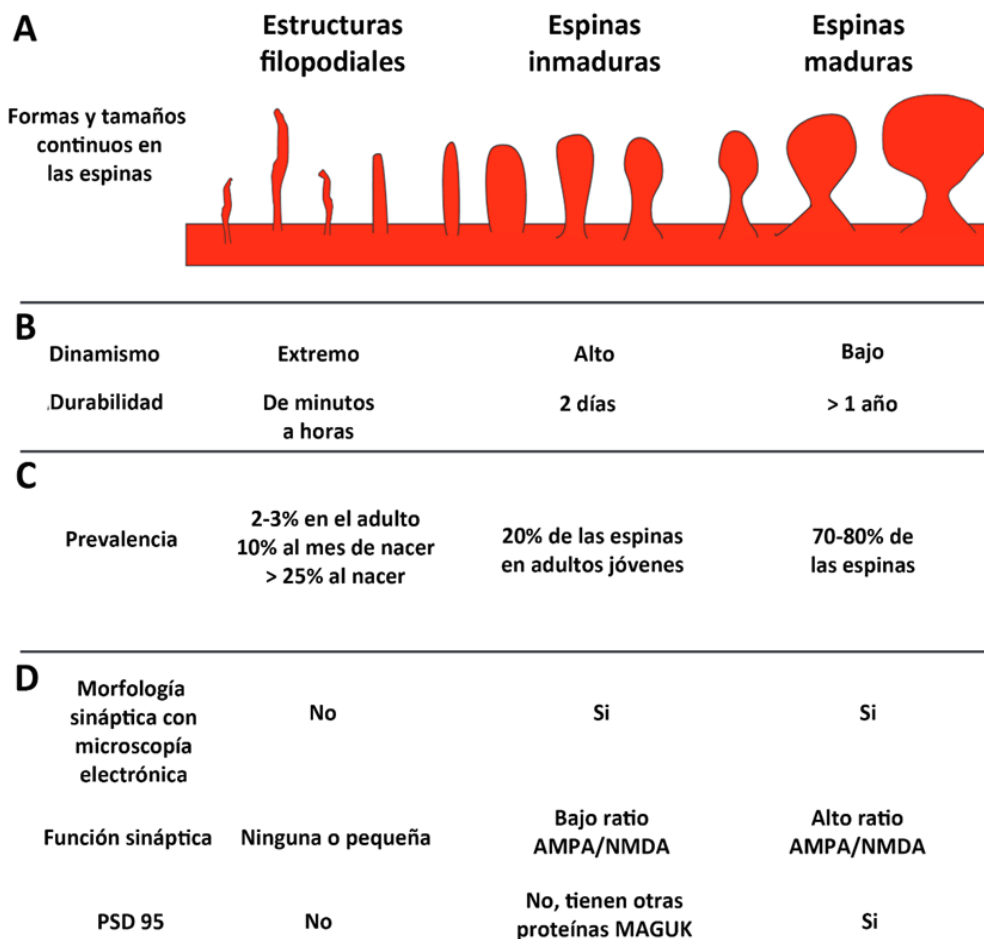 A
Estructuras
filopodiales
Espinas
inmaduras
Espinas
maduras
Formas y tamaños
continuos en
las espinas
B
Dinamismo
Extremo
Alto
Bajo
Durabilidad
De minutos
a horas
2 días
> 1 año
C
Prevalencia
2-3% en el adulto
10% al mes de nacer
> 25% al nacer
20% de las espinas
en adultos jóvenes
70-80% de
las espinas
D
Morfología
sináptica con
microscopía
electrónica
No
Si
Si
Función sináptica
Ninguna o pequeña
Bajo ratio
AMPA/NMDA
Alto ratio
AMPA/NMDA
PSD 95
No
No, tienen otras
proteínas MAGUK
Si